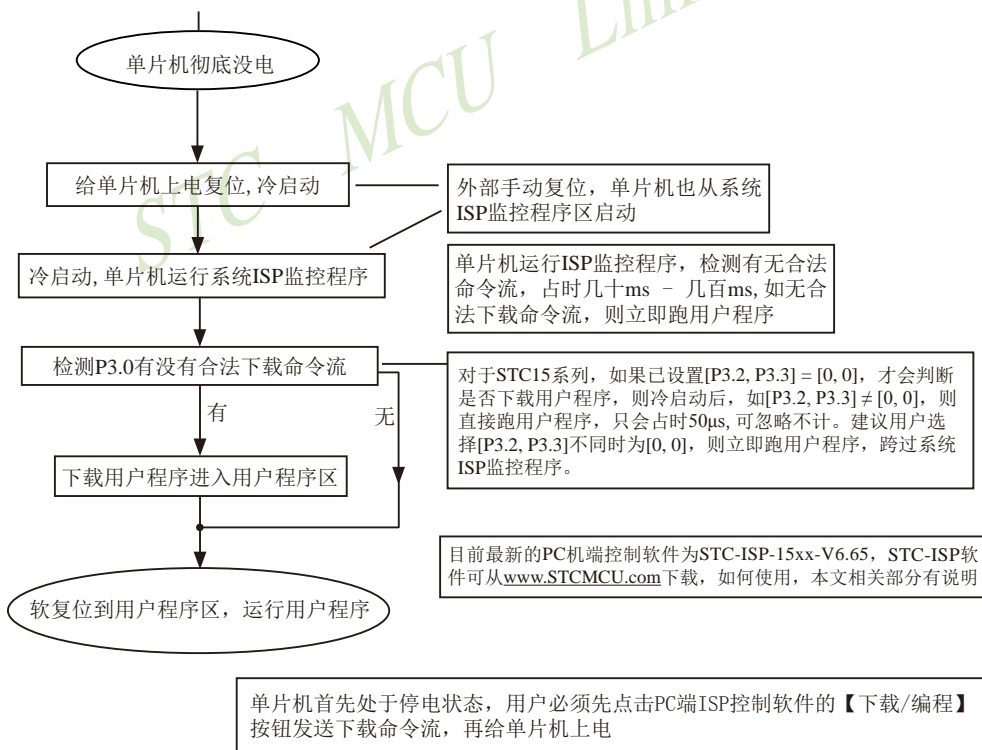 STC MCU Limi
单片机彻底没电
给单片机上电复位,冷启动
外部手动复位，单片机也从系统
ISP监控程序区启动
冷启动,单片机运行系统ISP监控程序
单片机运行ISP监控程序，检测有无合法
命令流，占时几十ms - 几百ms,如无合
法下载命令流，则立即跑用户程序
检测P3.0有没有合法下载命令流
对于STC15系列，如果已设置[P3.2, P3.3] = [0, 0]，才会判断
是否下载用户程序，则冷启动后，如[P3.2, P3.3] ≠ [0, 0]，则
直接跑用户程序，只会占时50μs,可忽略不计。建议用户选
择[P3.2, P3.3]不同时为[0, 0]，则立即跑用户程序，跨过系统
ISP监控程序。
有
无
下载用户程序进入用户程序区
目前最新的PC机端控制软件为STC-ISP-15xx-V6.65，STC-ISP软
件可从www.STCMCU.com下载，如何使用，本文相关部分有说明
软复位到用户程序区，运行用户程序
单片机首先处于停电状态，用户必须先点击PC端ISP控制软件的【下载/编程】
按钮发送下载命令流，再给单片机上电